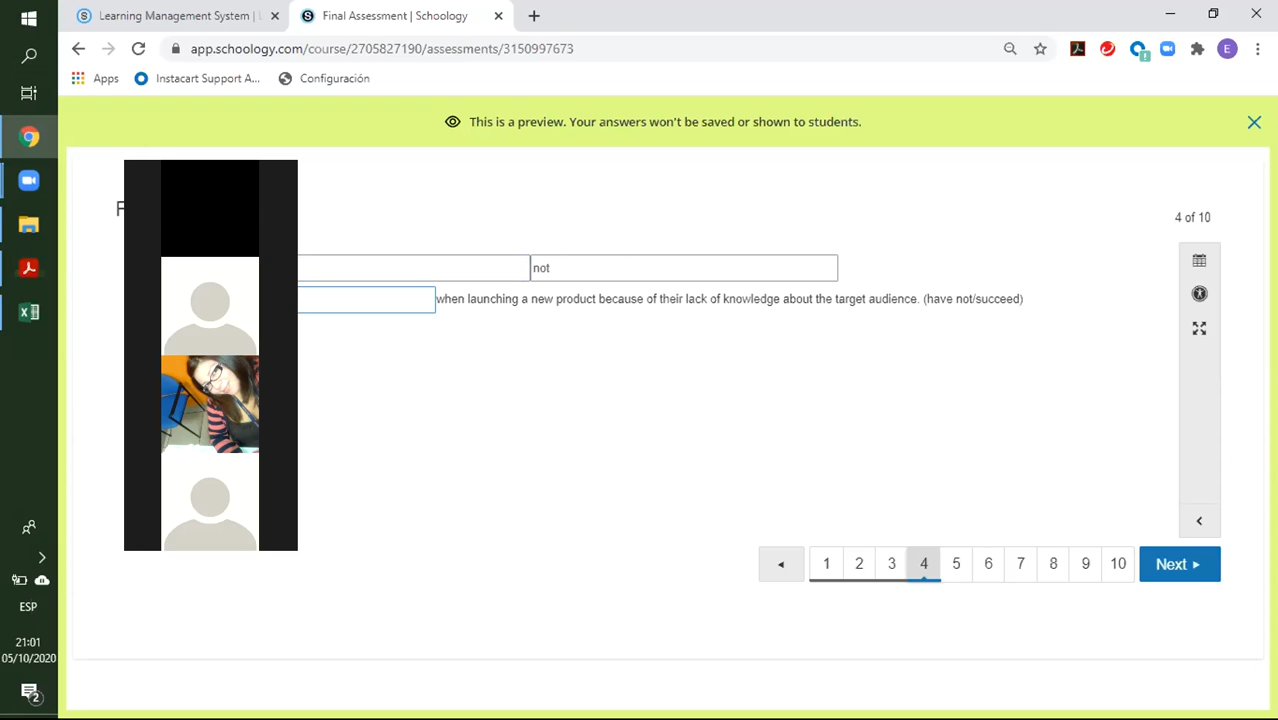 Learning Management System | L
Final Assessment | Schoology
app.schoology.com/course/2705827190/assessments/3150997673
E
Apps
Instacart Support A...
Configuración
This is a preview. Your answers won't be saved or shown to students.
F
4 of 10
not
when launching a new product because of their lack of knowledge about the target audience. (have not/succeed)
1 2 3 4 5 6 7 8 9 10 Next
ESP
21:01
05/10/2020
2